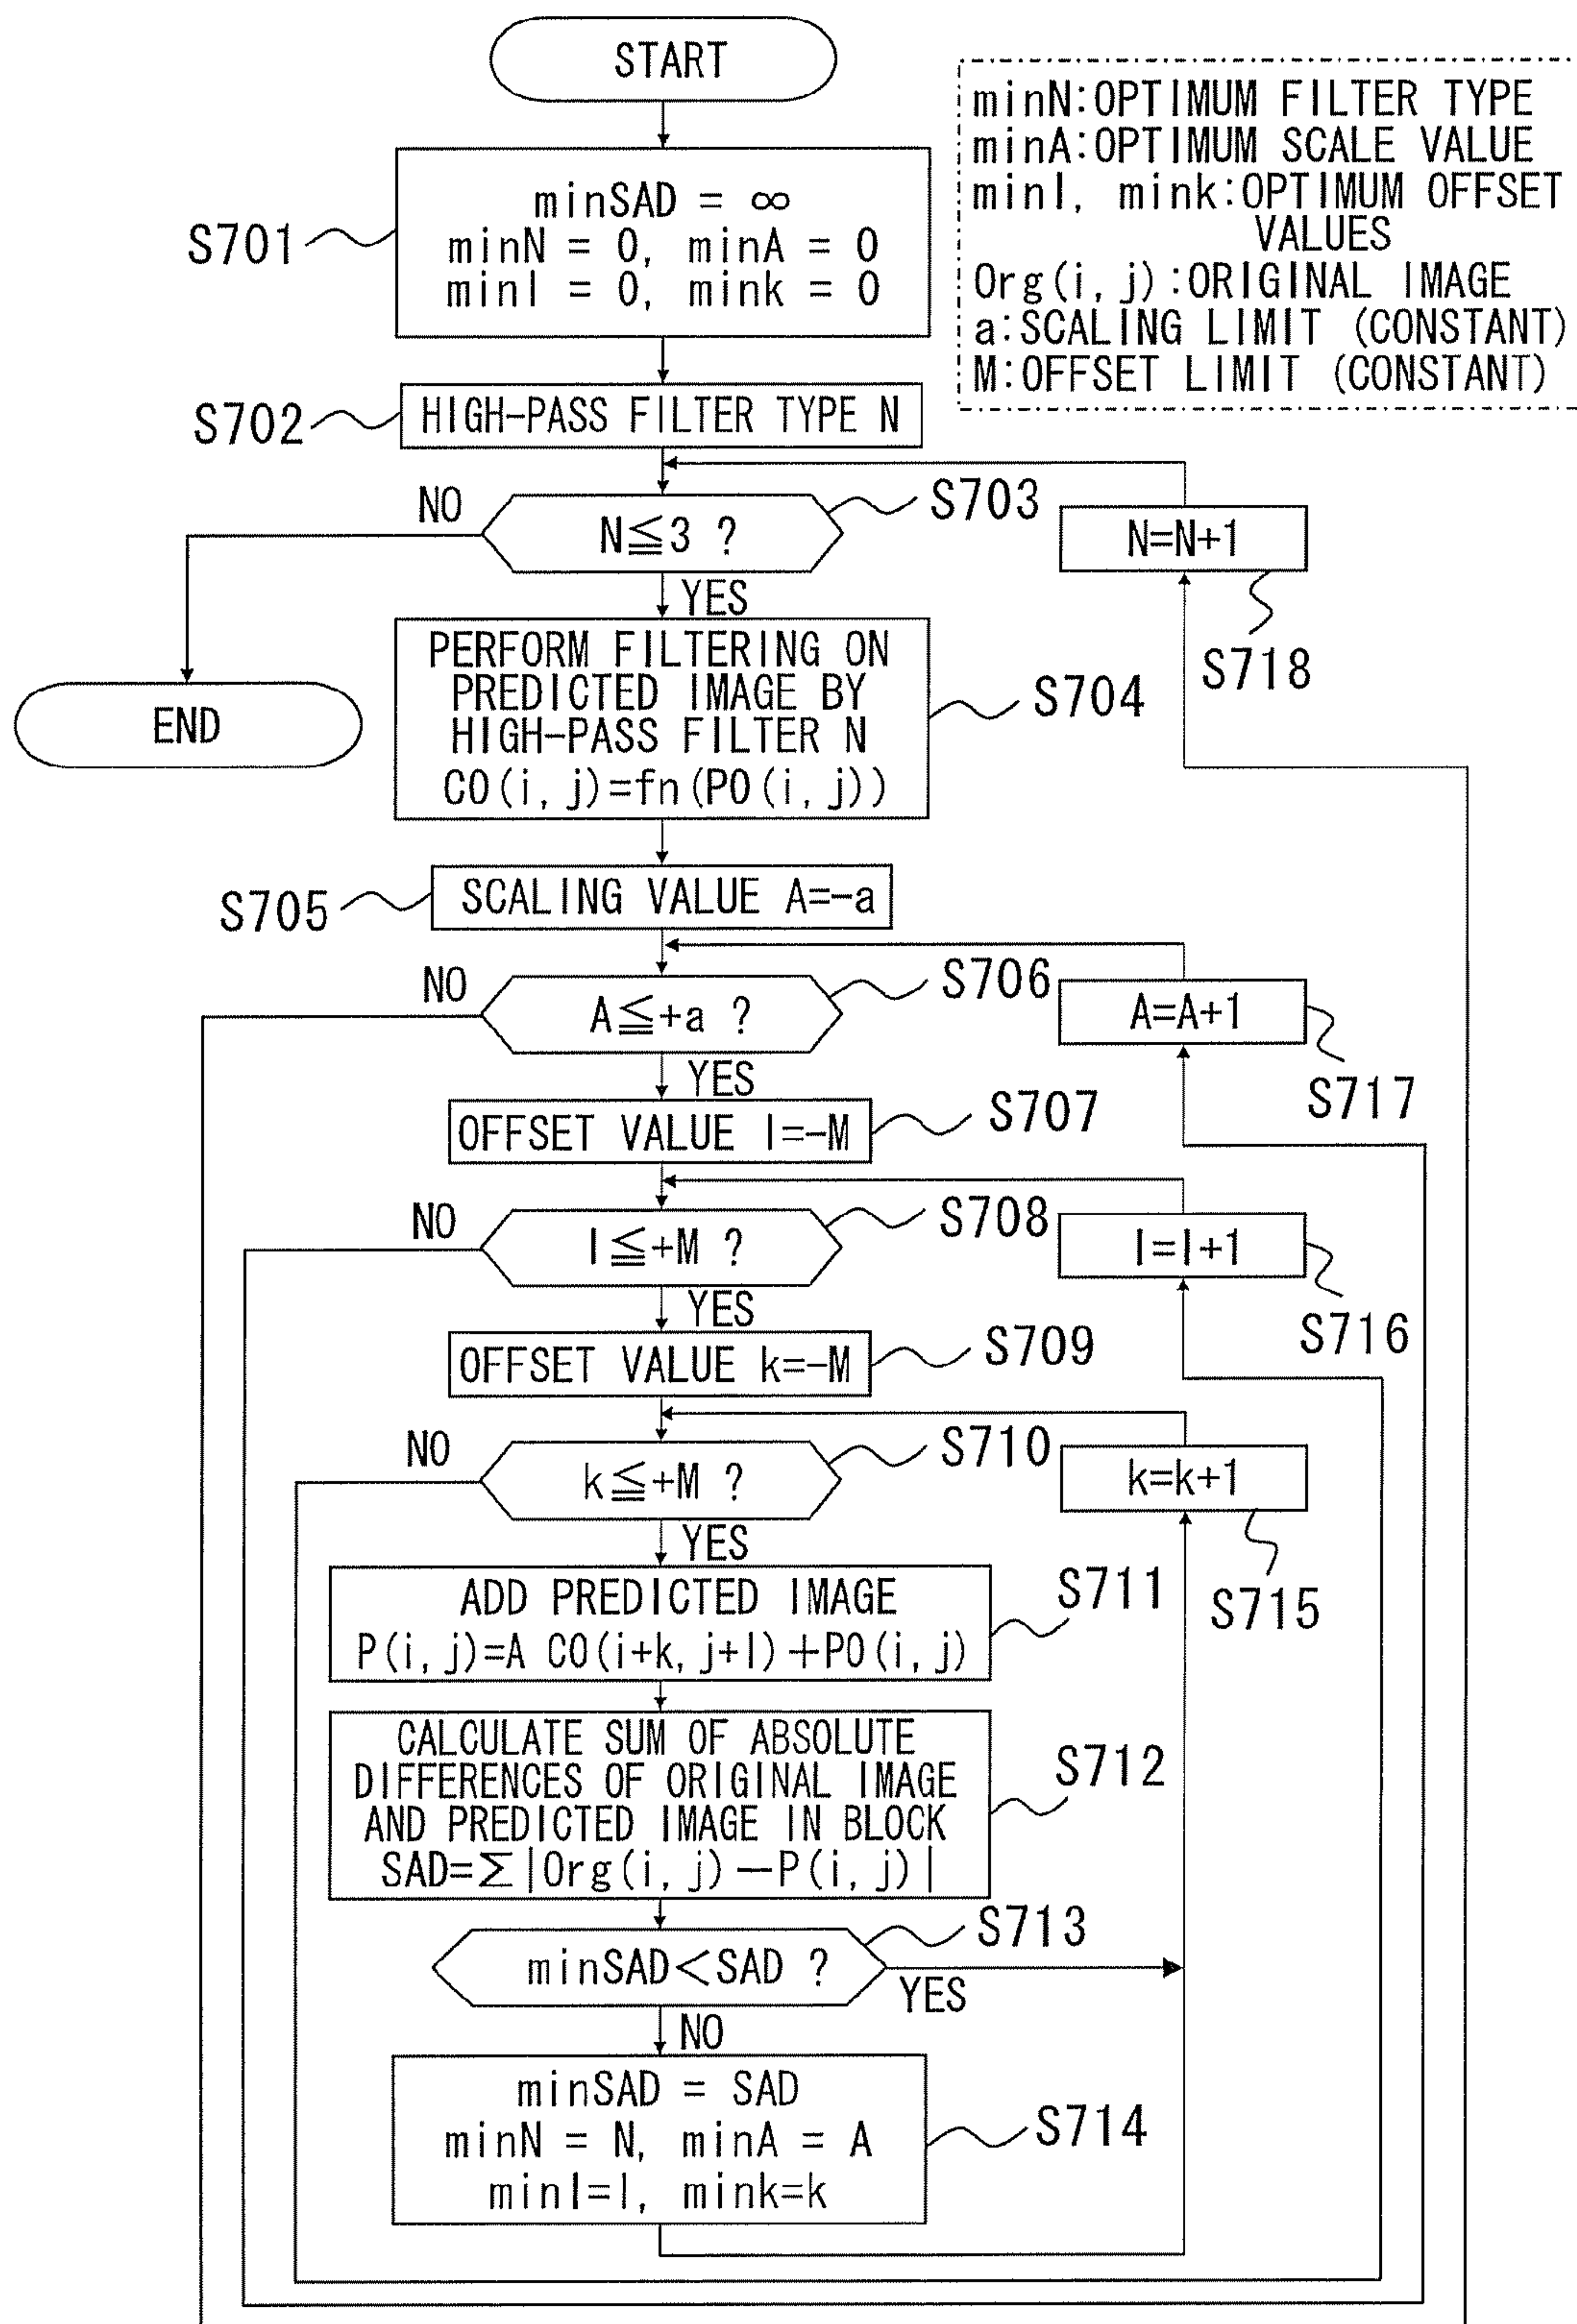 START
minN:OPTIMUM FILTER TYPE
minA:OPTIMUM SCALE VALUE
minl, mink:OPTIMUM OFFSET
VALUES
Org(i, j):ORIGINAL IMAGE
a:SCALING LIMIT (CONSTANT)
M:OFFSET LIMIT (CONSTANT)
S701
minSAD = ∞
minN = 0, minA = 0
minl = 0, mink = 0
S702
HIGH-PASS FILTER TYPE N
NO
N≦3 ?
S703
N=N+1
YES
S718
END
PERFORM FILTERING ON
PREDICTED IMAGE BY
HIGH-PASS FILTER N
CO(i, j)=fn(PO(i, j))
S704
S705
SCALING VALUE A=-a
NO
A≦+a ?
S706
A=A+1
YES
S717
OFFSET VALUE l=-M
S707
NO
l≦+M ?
S708
l=l+1
YES
S716
OFFSET VALUE k=-M
S709
NO
k≦+M ?
S710
k=k+1
YES
S715
ADD PREDICTED IMAGE
P(i, j)=A CO(i+k, j+l)+PO(i, j)
S711
CALCULATE SUM OF ABSOLUTE
DIFFERENCES OF ORIGINAL IMAGE
AND PREDICTED IMAGE IN BLOCK
SAD=Σ|Org(i, j)-P(i, j)|
S712
minSAD<SAD ?
S713
YES
NO
minSAD = SAD
minN = N, minA = A
minl=l, mink=k
S714